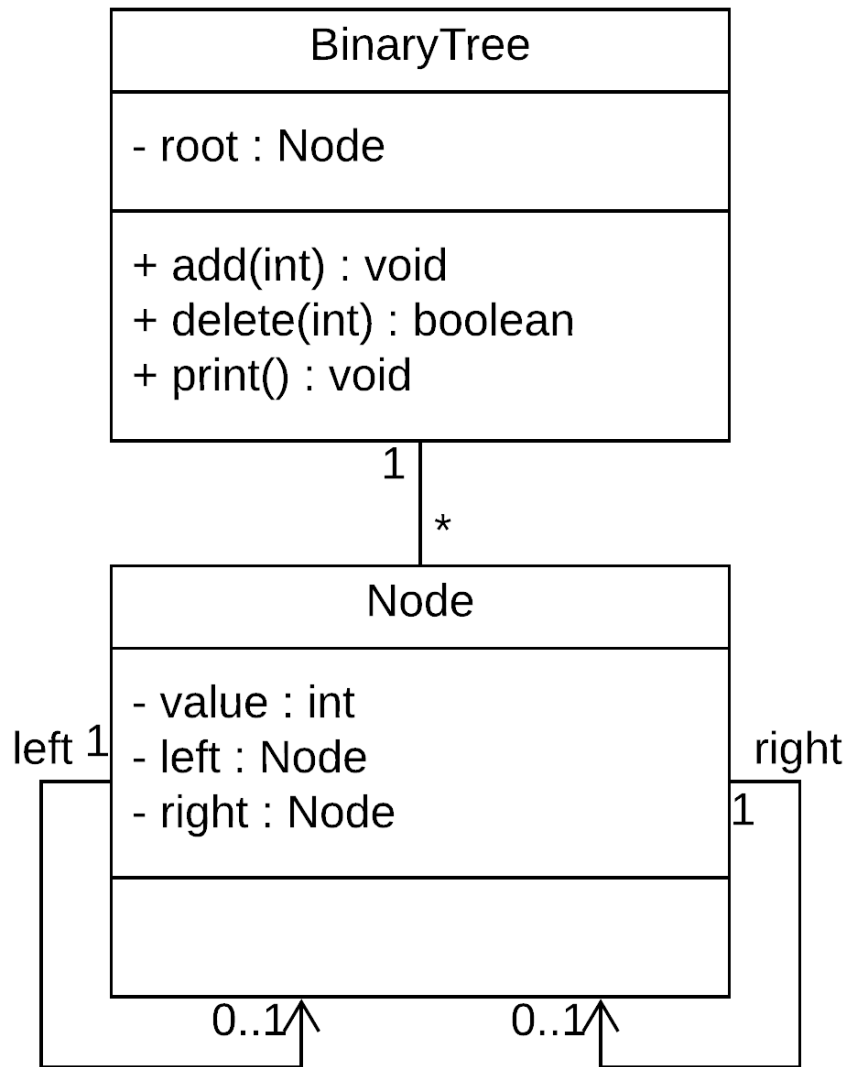 BinaryTree
- root : Node
+ add(int) : void
+ delete(int) : boolean
+ print() : void
1
*
Node
- value : int
- left : Node
- right : Node
left 1
right
1
0..1
0..1